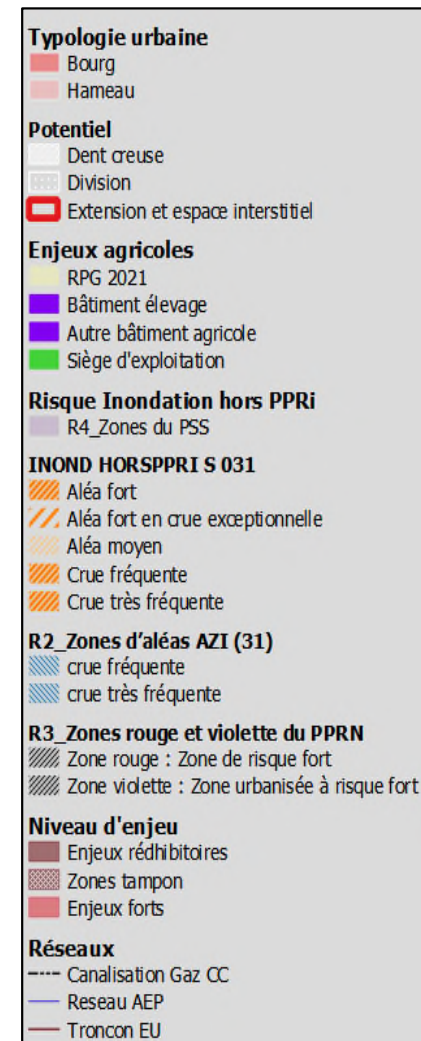 Typologie urbaine
Bourg
Hameau
Potentiel
Dent creuse
Division
Extension et espace interstitiel
Enjeux agricoles
RPG 2021
Bâtiment élevage
Autre bâtiment agricole
Siège d'exploitation
Risque Inondation hors PPRi
R4_Zones du PSS
INOND HORSPPRI S 031
Aléa fort
Aléa fort en crue exceptionnelle
Aléa moyen
Crue fréquente
Crue très fréquente
R2_Zones d'aléas AZI (31)
crue fréquente
crue très fréquente
R3_Zones rouge et violette du PPRN
Zone rouge : Zone de risque fort
Zone violette : Zone urbanisée à risque fort
Niveau d'enjeu
Enjeux rédhibitoires
Zones tampon
Enjeux forts
Réseaux
Canalisation Gaz CC
Reseau AEP
Troncon EU